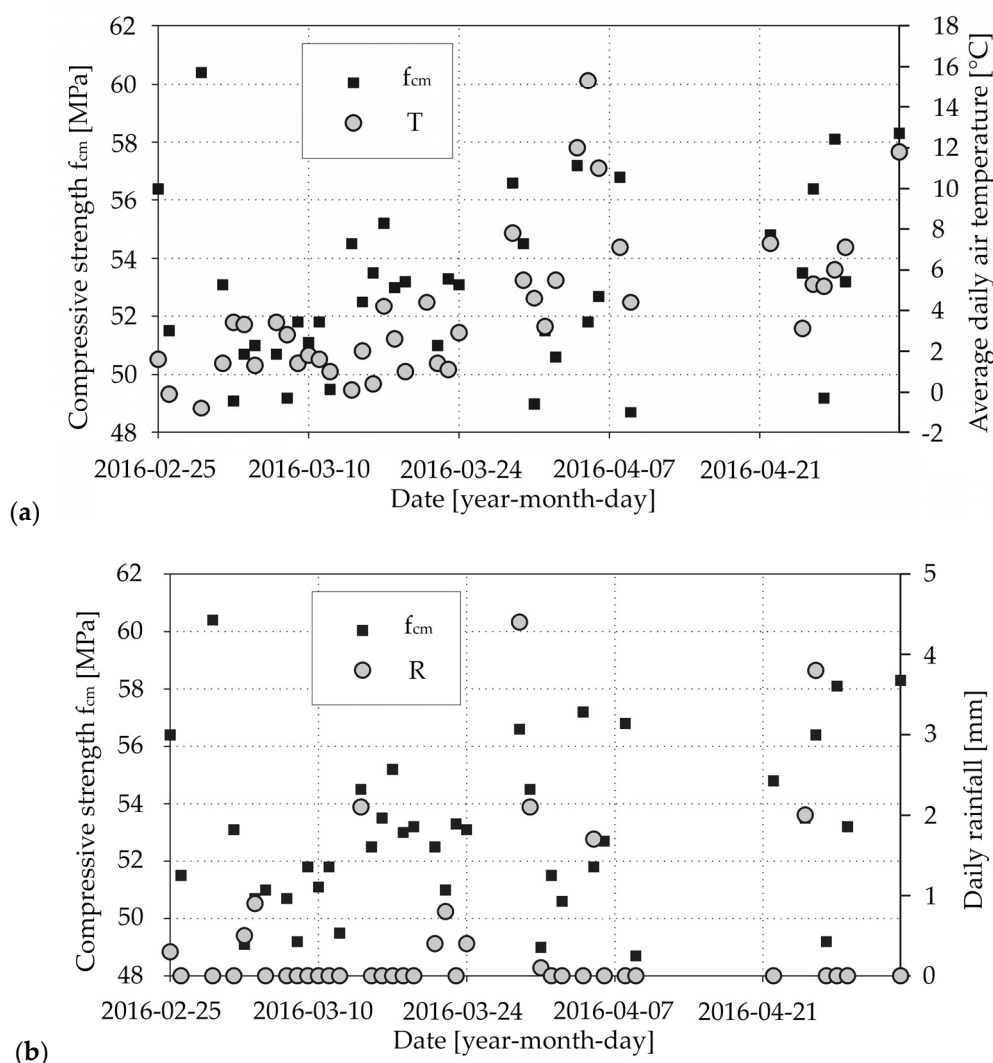 62
60
58
56
54
52
50
48
Compressive strength fcm [MPa]
fcm
T
18
16
14
12
10
8
6
4
2
0
-2
Average daily air temperature [°C]
2016-02-25 2016-03-10 2016-03-24 2016-04-07 2016-04-21
Date [year-month-day]
(a)
62
60
58
56
54
52
50
48
Compressive strength fcm [MPa]
fcm
R
5
4
3
2
1
0
Daily rainfall [mm]
2016-02-25 2016-03-10 2016-03-24 2016-04-07 2016-04-21
Date [year-month-day]
(b)